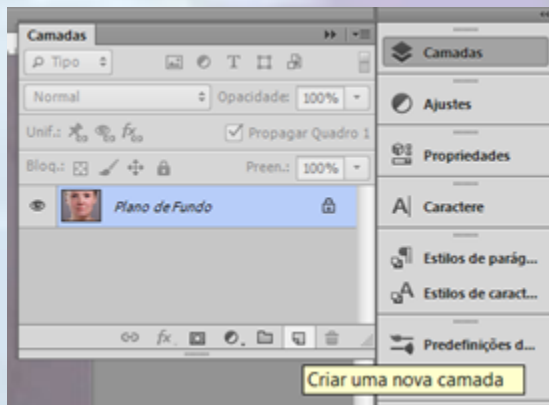 Camadas
Tipo
Normal
Opacidade: 100%
Unif.:
Propagar Quadro 1
Bloq.:
Preen.: 100%
Plano de Fundo
Camadas
Ajustes
Propriedades
Caractere
Estilos de parág...
Estilos de caract...
Predefinições d...
Criar uma nova camada